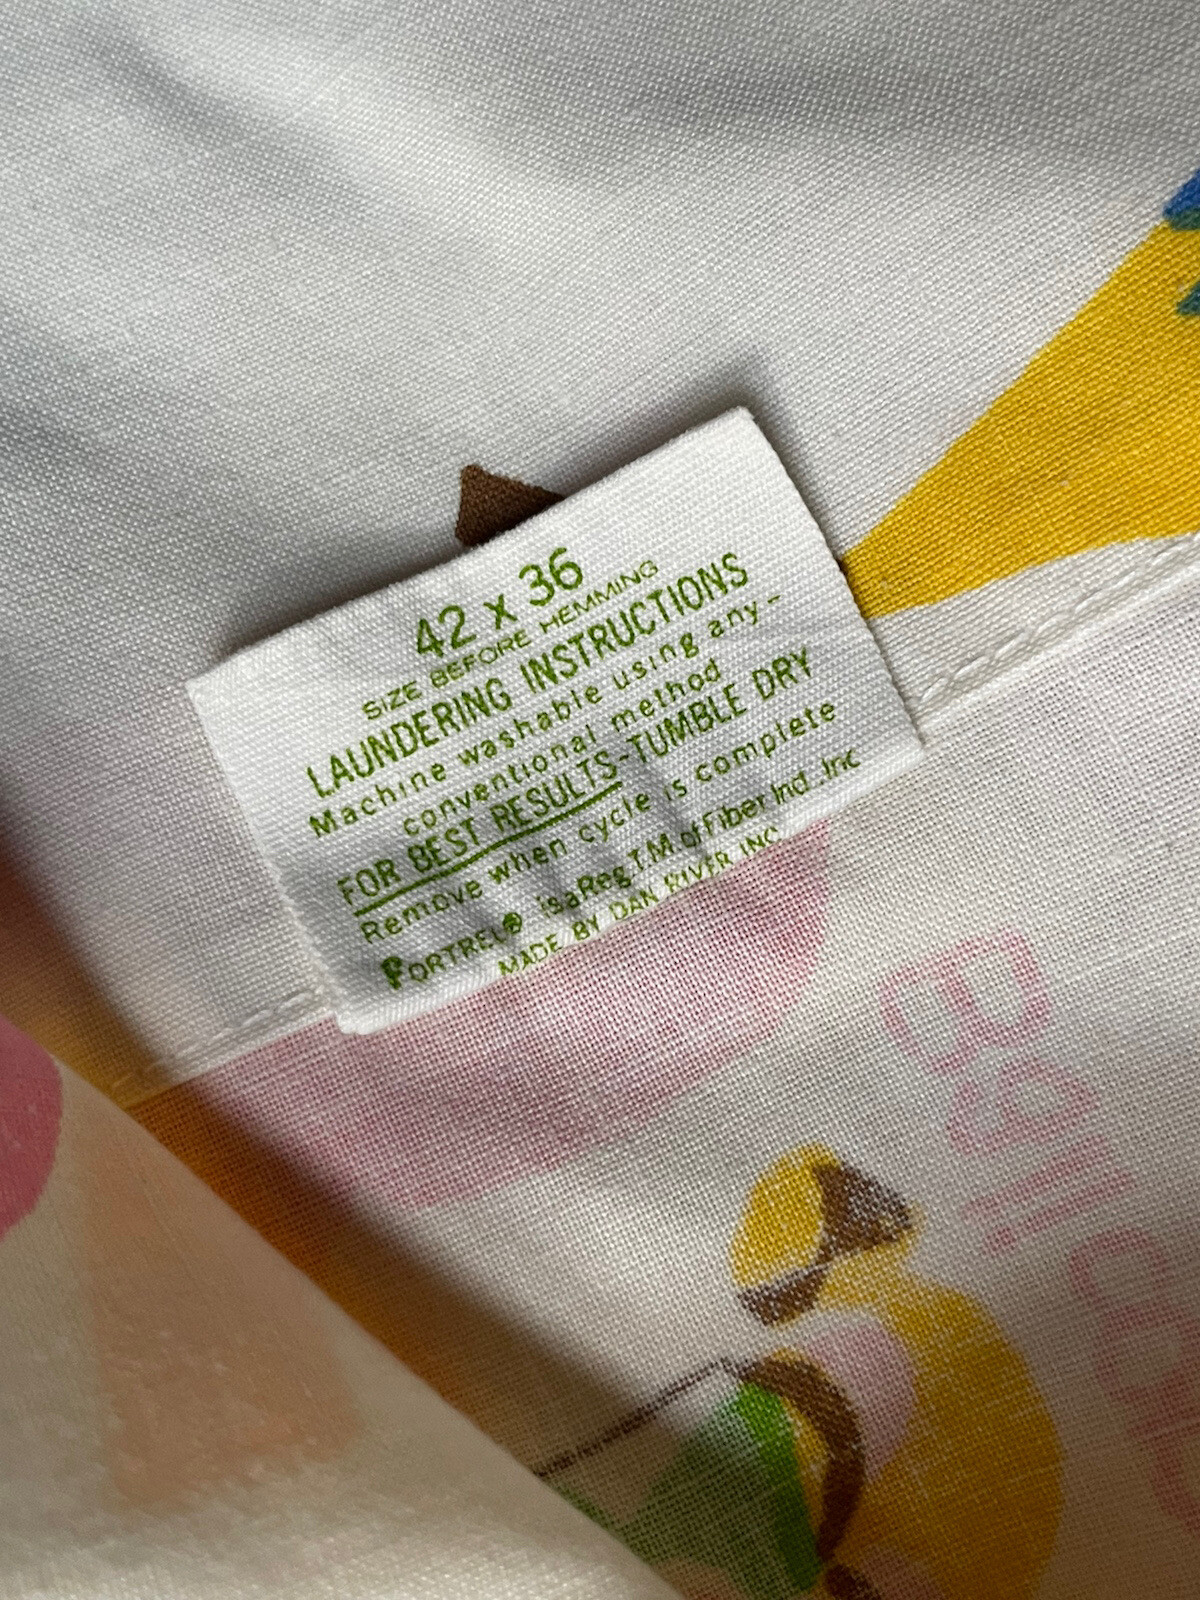 42 x 36
SIZE BEFORE HEMMING
LAUNDERING INSTRUCTIONS
Machine washable using any-
conventional method
FOR BEST RESULTS-TUMBLE DRY
Remove when cycle is complete
FORTREL® is a Reg.T.M. of Fiber Ind., Inc
MADE BY DAN RIVER INC.